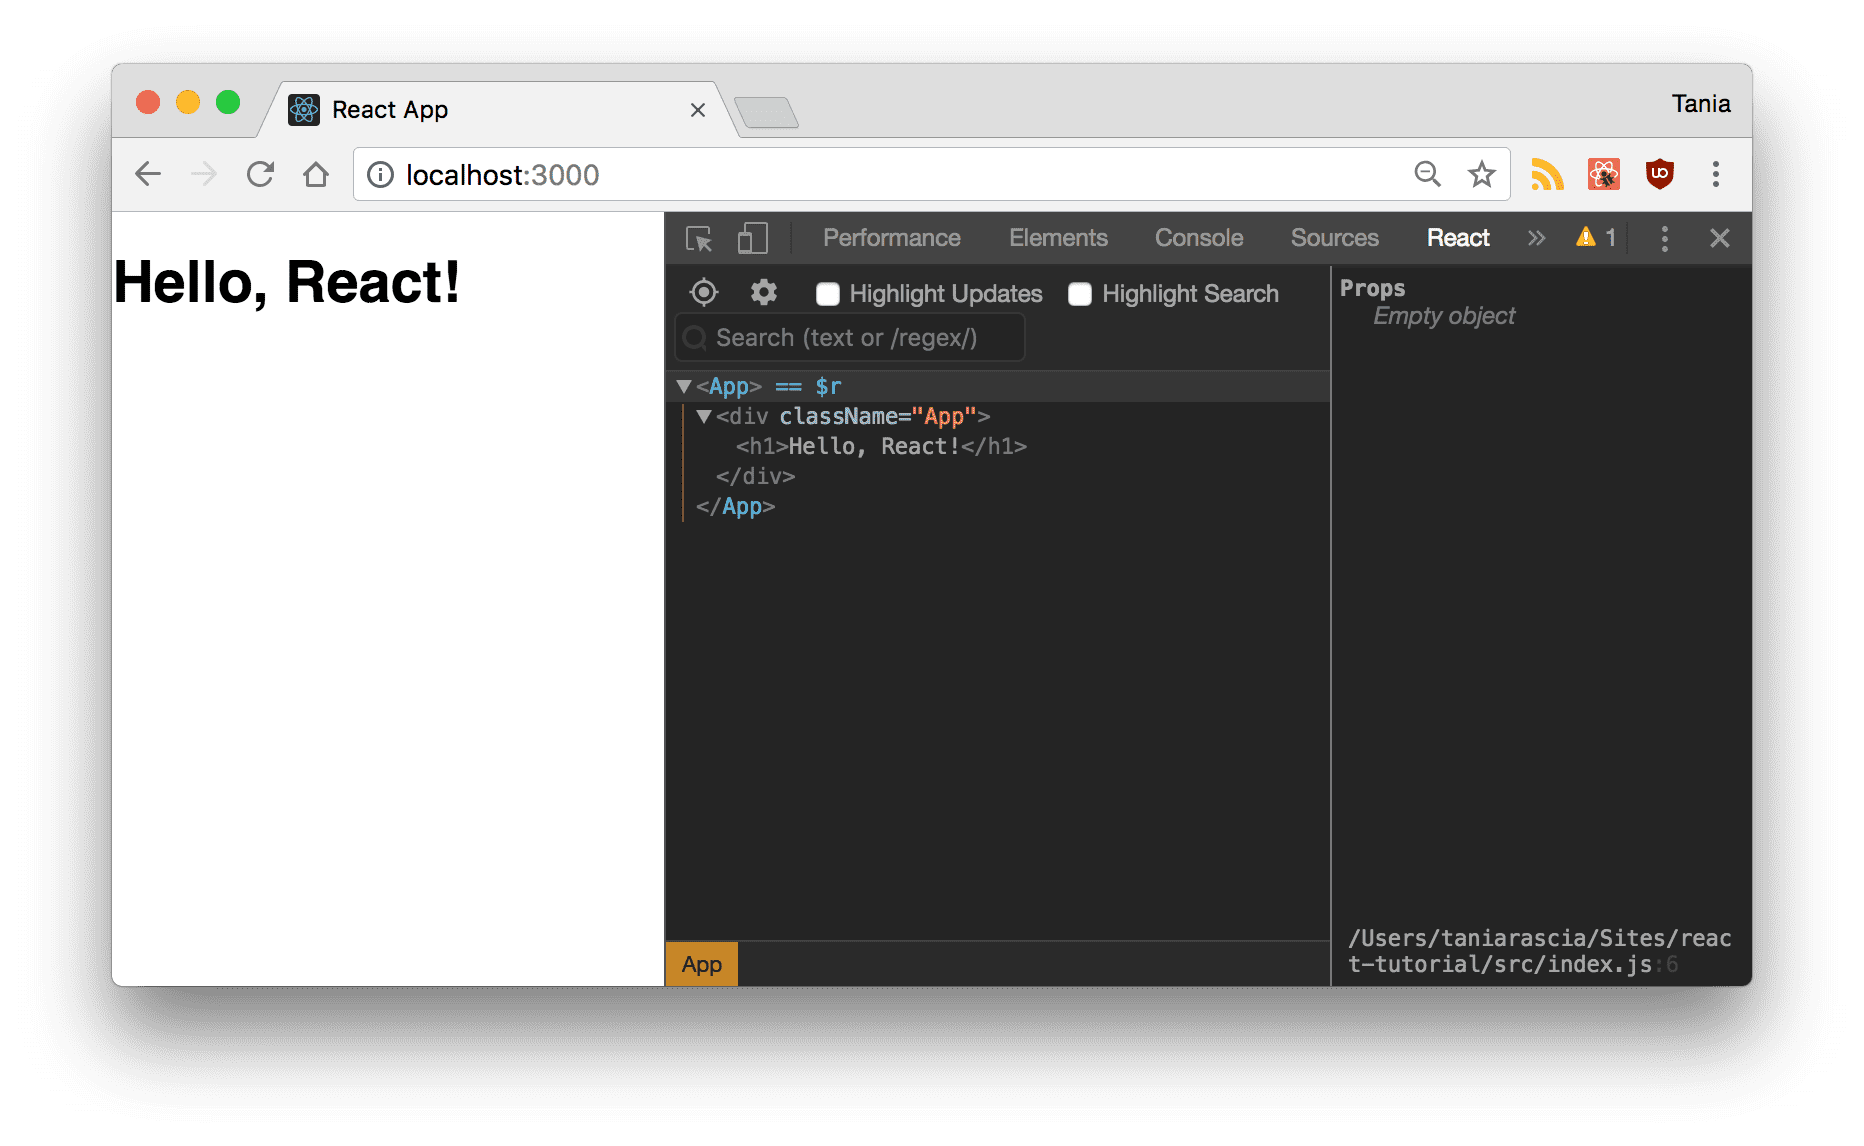 React App
Tania
localhost:3000
Hello, React!
Performance Elements Console Sources React 1
Highlight Updates Highlight Search
Search (text or /regex/)
<App> == $r
<div className="App">
<h1>Hello, React!</h1>
</div>
</App>
App
Props
Empty object
/Users/taniarascia/Sites/reac
t-tutorial/src/index.js:6